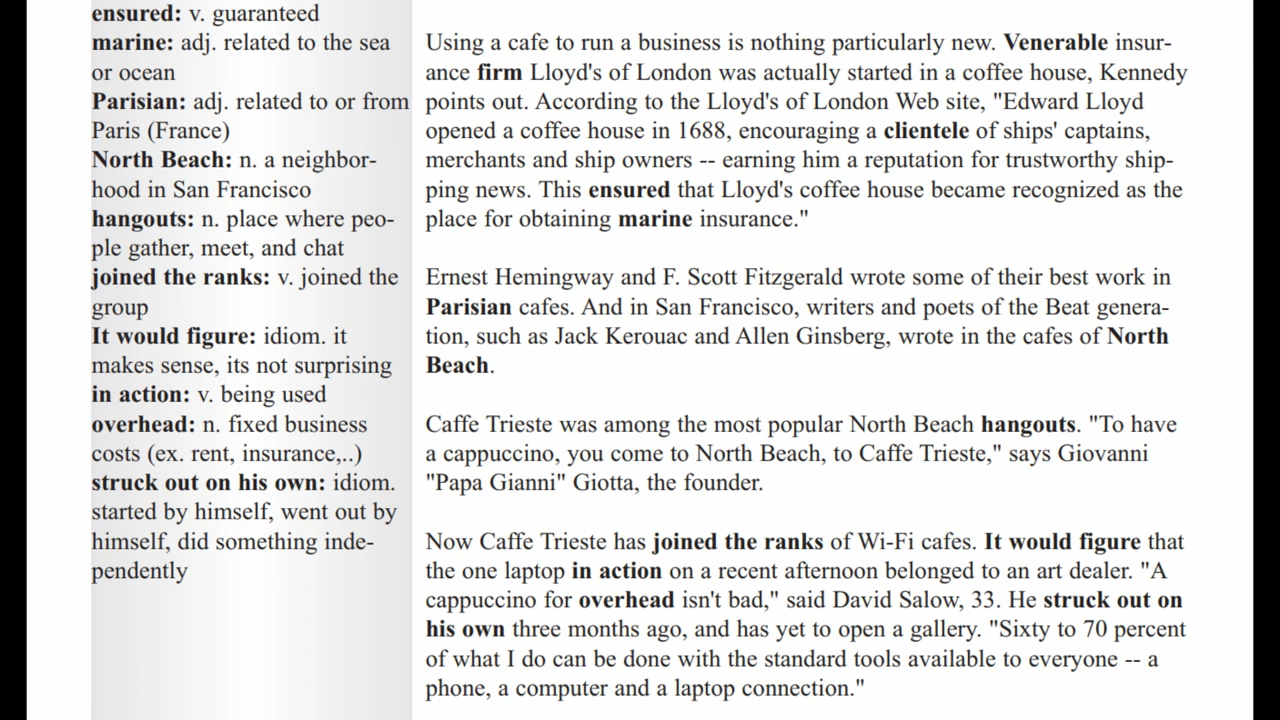 ensured: v. guaranteed
marine: adj. related to the sea
or ocean
Parisian: adj. related to or from
Paris (France)
North Beach: n. a neighbor-
hood in San Francisco
hangouts: n. place where peo-
ple gather, meet, and chat
joined the ranks: v. joined the
group
It would figure: idiom. it
makes sense, its not surprising
in action: v. being used
overhead: n. fixed business
costs (ex. rent, insurance,..)
struck out on his own: idiom.
started by himself, went out by
himself, did something inde-
pendently
Using a cafe to run a business is nothing particularly new. Venerable insur-
ance firm Lloyd's of London was actually started in a coffee house, Kennedy
points out. According to the Lloyd's of London Web site, "Edward Lloyd
opened a coffee house in 1688, encouraging a clientele of ships' captains,
merchants and ship owners -- earning him a reputation for trustworthy ship-
ping news. This ensured that Lloyd's coffee house became recognized as the
place for obtaining marine insurance."
Ernest Hemingway and F. Scott Fitzgerald wrote some of their best work in
Parisian cafes. And in San Francisco, writers and poets of the Beat genera-
tion, such as Jack Kerouac and Allen Ginsberg, wrote in the cafes of North
Beach.
Caffe Trieste was among the most popular North Beach hangouts. "To have
a cappuccino, you come to North Beach, to Caffe Trieste," says Giovanni
"Papa Gianni" Giotta, the founder.
Now Caffe Trieste has joined the ranks of Wi-Fi cafes. It would figure that
the one laptop in action on a recent afternoon belonged to an art dealer. "A
cappuccino for overhead isn't bad," said David Salow, 33. He struck out on
his own three months ago, and has yet to open a gallery. "Sixty to 70 percent
of what I do can be done with the standard tools available to everyone -- a
phone, a computer and a laptop connection."